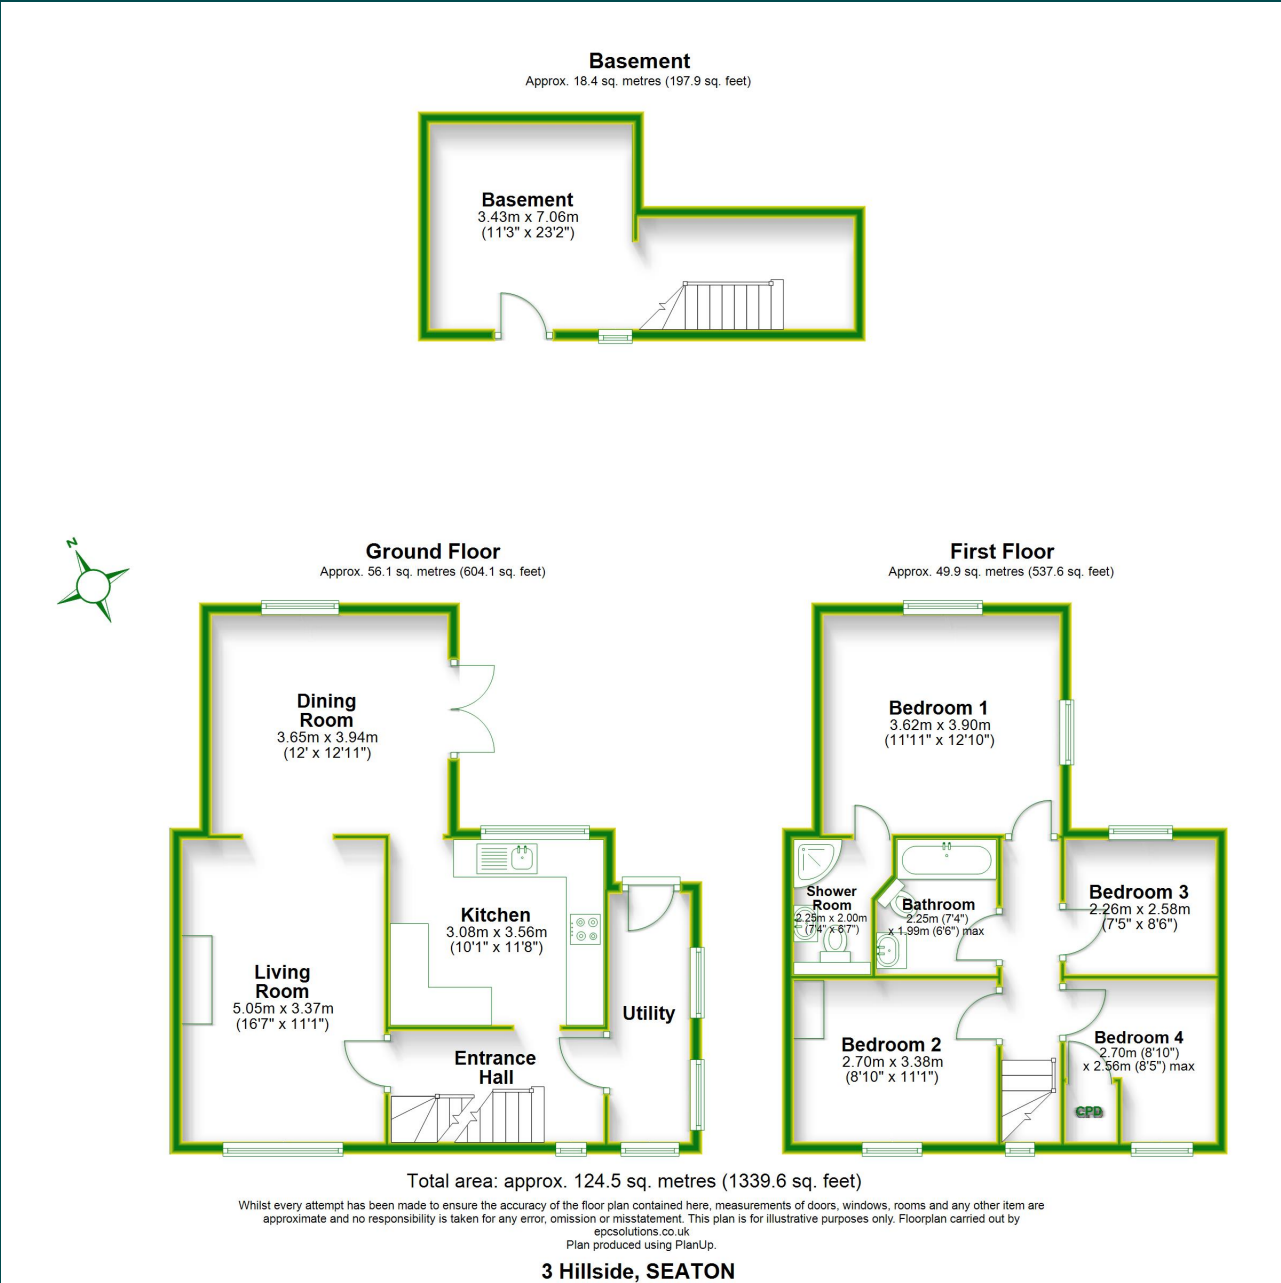 Basement
Approx. 18.4 sq. metres (197.9 sq. feet)
Basement
3.43m x 7.06m
(11'3" x 23'2")
N
Ground Floor
Approx. 56.1 sq. metres (604.1 sq. feet)
Dining
Room
3.65m x 3.94m
(12' x 12'11")
Kitchen
3.08m x 3.56m
(10'1" x 11'8")
Living
Room
5.05m x 3.37m
(16'7" x 11'1")
Utility
Entrance
Hall
First Floor
Approx. 49.9 sq. metres (537.6 sq. feet)
Bedroom 1
3.62m x 3.90m
(11'11" x 12'10")
Shower
Room
2.25m x 2.00m
(7'4" x 6'7")
Bathroom
2.25m (7'4")
x 1.99m (6'6") max
Bedroom 3
2.26m x 2.58m
(7'5" x 8'6")
Bedroom 2
2.70m x 3.38m
(8'10" x 11'1")
Bedroom 4
2.70m (8'10")
x 2.56m (8'5") max
CPD
Total area: approx. 124.5 sq. metres (1339.6 sq. feet)
Whilst every attempt has been made to ensure the accuracy of the floor plan contained here, measurements of doors, windows, rooms and any other item are
approximate and no responsibility is taken for any error, omission or misstatement. This plan is for illustrative purposes only. Floorplan carried out by
epcsolutions.co.uk
Plan produced using PlanUp.
3 Hillside, SEATON